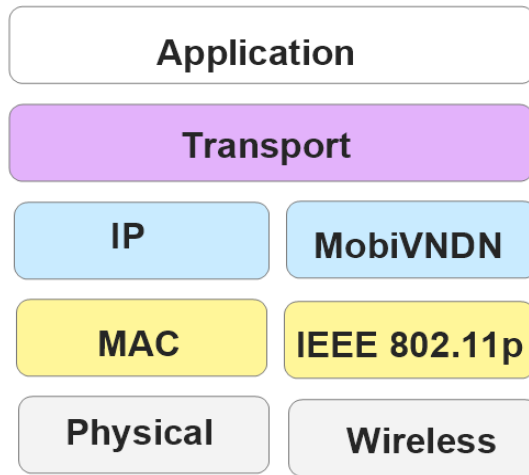 Application
Transport
IP
MobiVNDN
MAC
IEEE 802.11p
Physical
Wireless